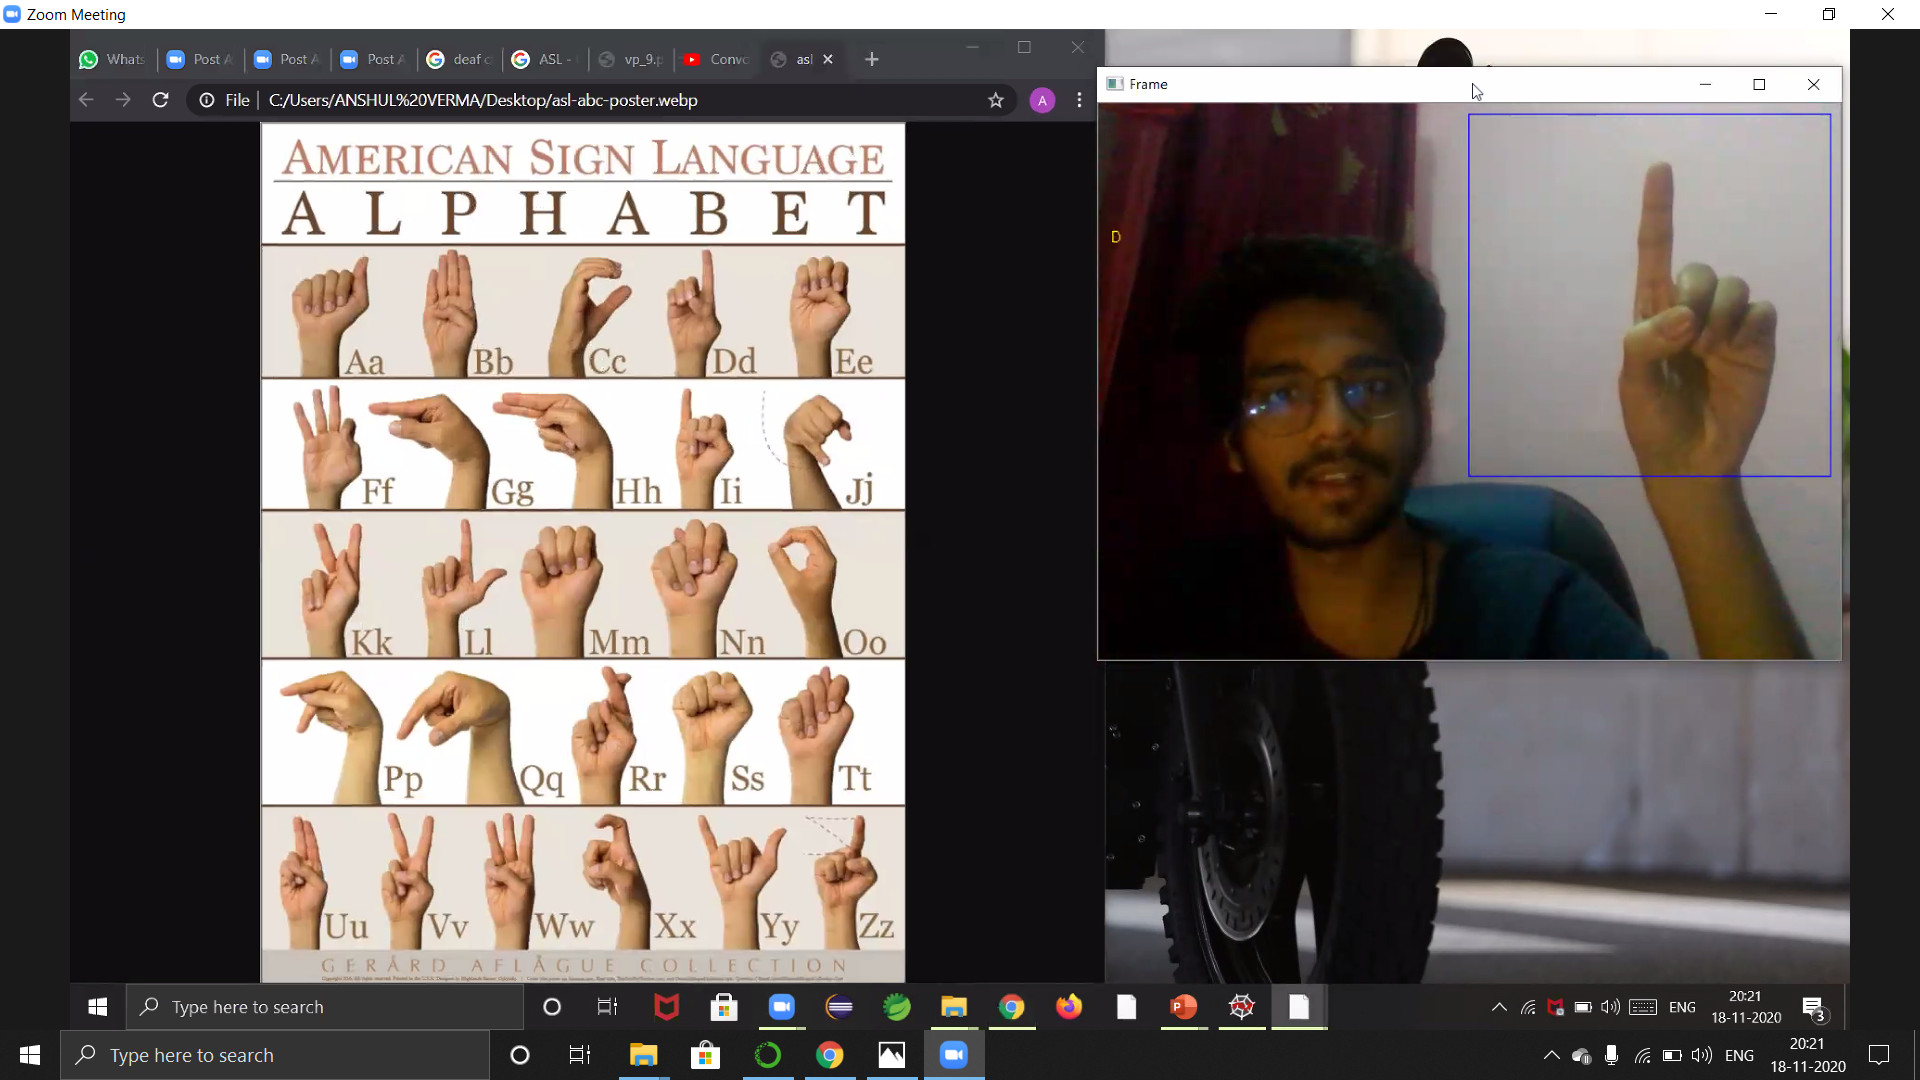 Zoom Meeting
Whats
Post A
Post A
Post A
deaf c
ASL -
vp_9.p
Convo
asl
File
C:/Users/ANSHUL%20VERMA/Desktop/asl-abc-poster.webp
A
Frame
D
AMERICAN SIGN LANGUAGE
ALPHABET
Aa Bb Cc Dd Ee
Ff Gg Hh Ii Jj
Kk Ll Mm Nn Oo
Pp Qq Rr Ss Tt
Uu Vv Ww Xx Yy Zz
GERARD AFLAGUE COLLECTION
Type here to search
P
ENG
20:21
18-11-2020
3
Type here to search
ENG
20:21
18-11-2020